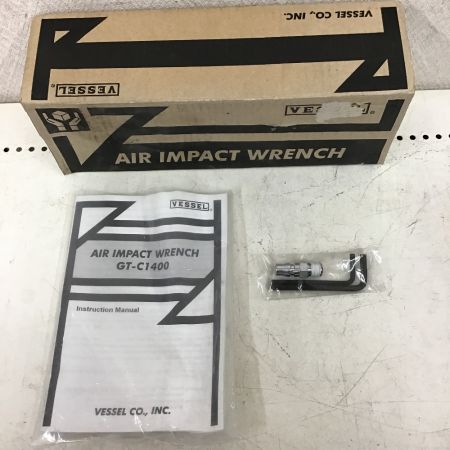 VESSEL CO., INC.
VESSEL
VESSEL
AIR IMPACT WRENCH
VESSEL
AIR IMPACT WRENCH
GT-C1400
Instruction Manual
VESSEL CO., INC.